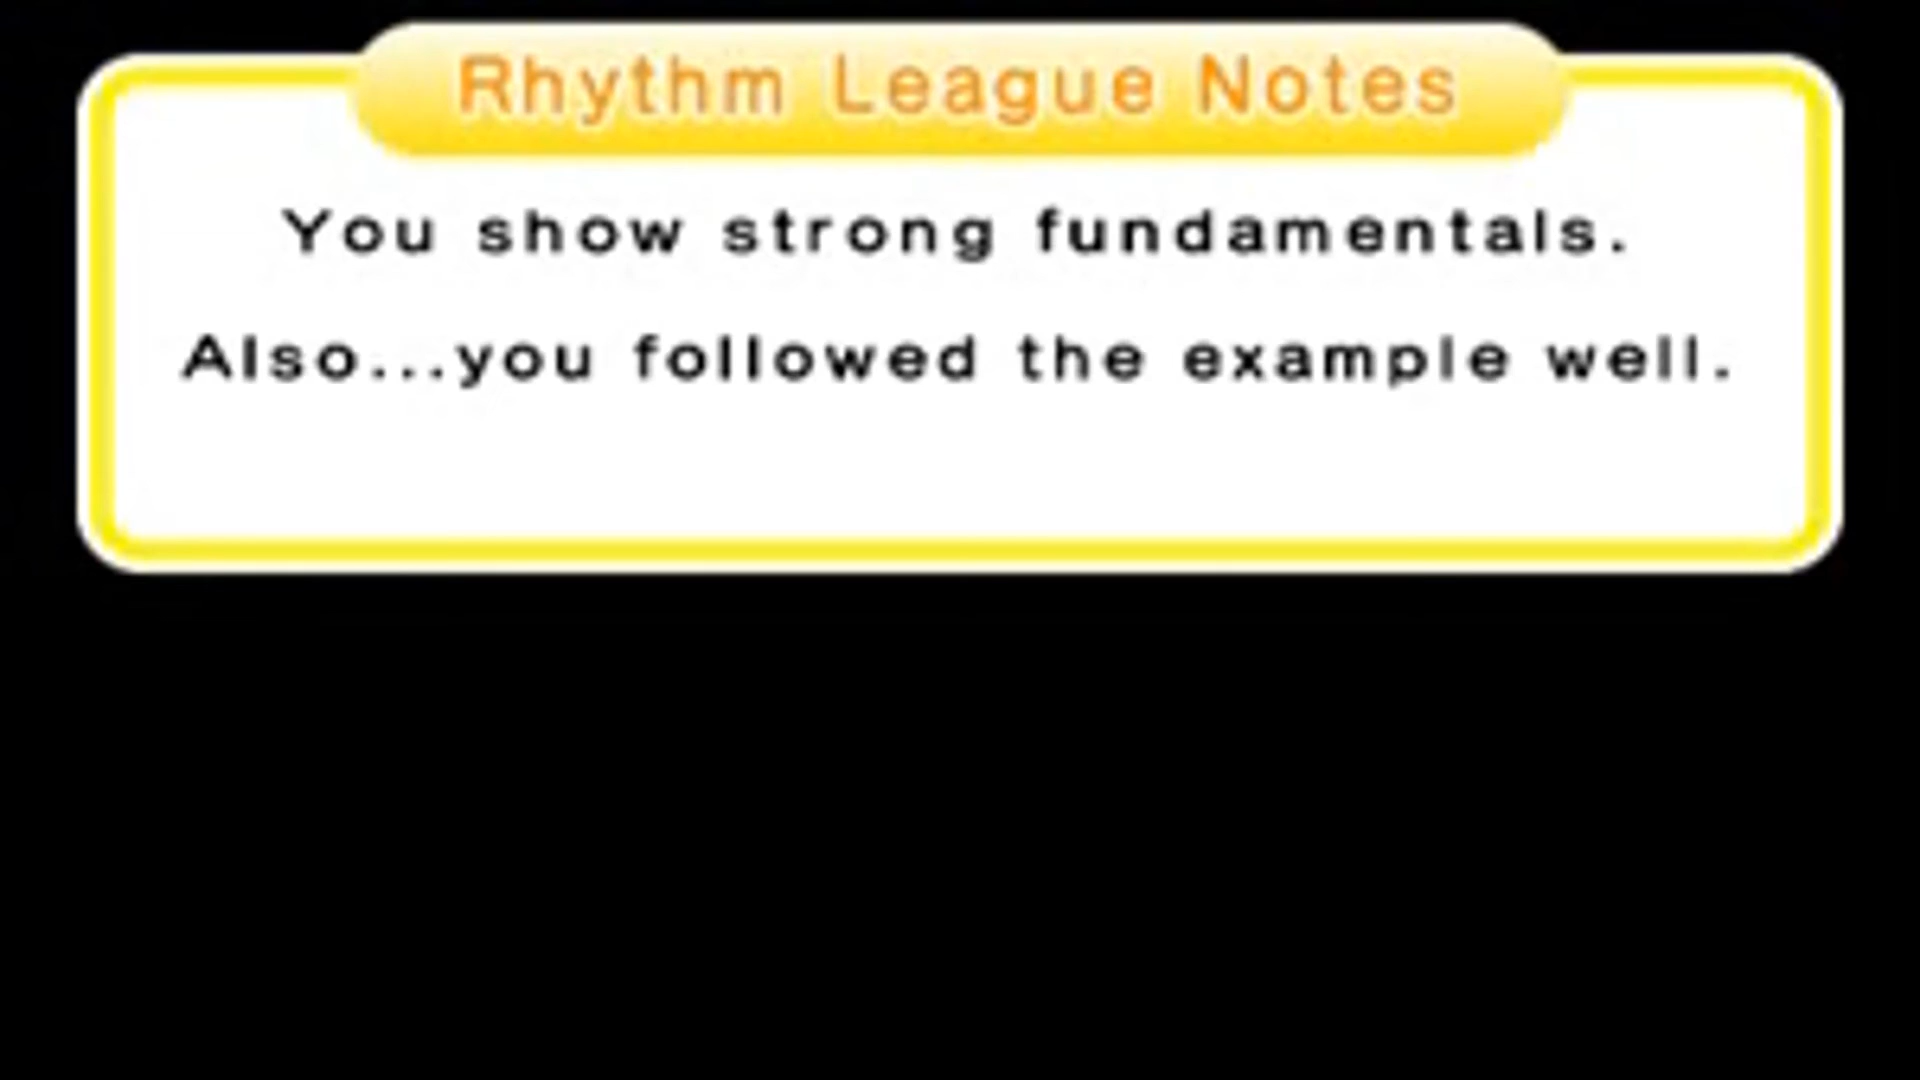 Rhythm League Notes
You show strong fundamentals.
Also...you followed the example well.